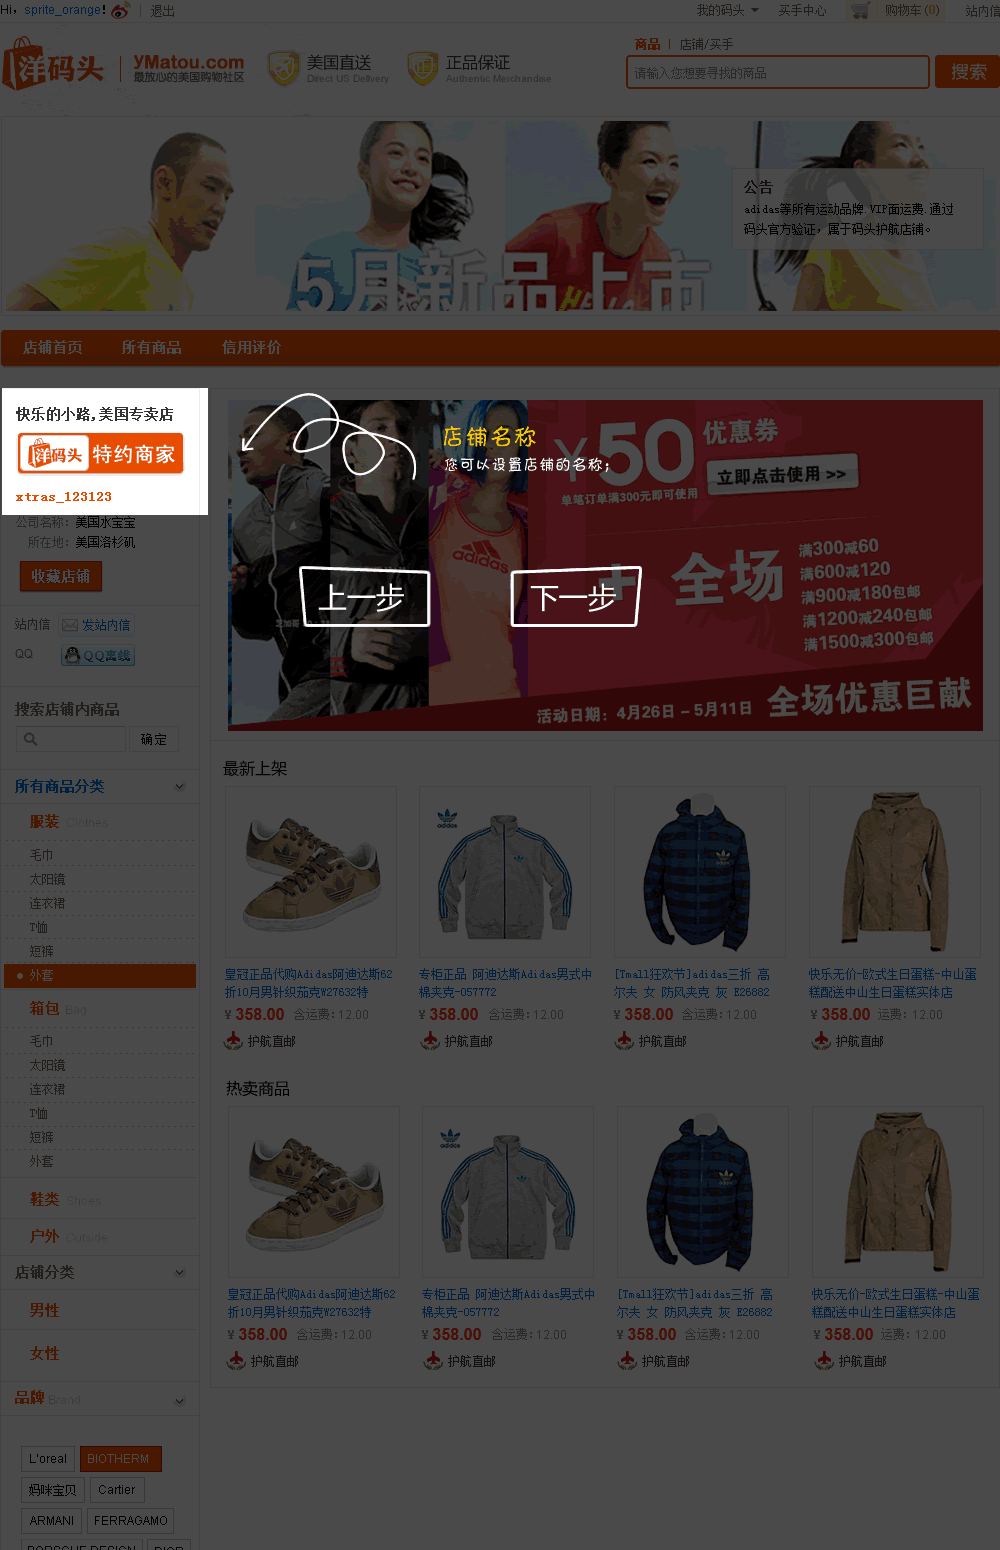 Hi，sprite_orange！ 退出 我的码头 买手中心 购物车(0) 站内信
商品 | 店铺/买手
洋码头 YMatou.com 最放心的美国购物社区
美国直送 Direct US Delivery
正品保证 Authentic Merchandise
请输入您想要寻找的商品 搜索
公告
adidas等所有运动品牌.VIP面运费.通过
码头官方验证，属于码头护航店铺。
5月新品上市
店铺首页 所有商品 信用评价
快乐的小路,美国专卖店
洋码头 特约商家
xtras_123123
公司名称：美国水宝宝
所在地：美国洛杉矶
收藏店铺
站内信 发站内信
QQ QQ离线
搜索店铺内商品
确定
所有商品分类
服装 Clothes
毛巾
太阳镜
连衣裙
T恤
短裤
外套
箱包 Bag
毛巾
太阳镜
连衣裙
T恤
短裤
外套
鞋类 Shoes
户外 Outside
店铺分类
男性
女性
品牌 Brand
L'oreal BIOTHERM
妈咪宝贝 Cartier
ARMANI FERRAGAMO
PORSCHE DESIGN DIOR
店铺名称
您可以设置店铺的名称；
上一步 下一步
￥50 优惠券
立即点击使用 >>
单笔订单满300元即可使用
adidas
+
全场
满300减60
满600减120
满900减180包邮
满1200减240包邮
满1500减300包邮
全场优惠巨献
活动日期：4月26日－5月11日
最新上架
皇冠正品代购Adidas阿迪达斯62
折10月男针织茄克W27632特
¥ 358.00 含运费：12.00
护航直邮
adidas
专柜正品 阿迪达斯Adidas男式中
棉夹克-057772
¥ 358.00 含运费：12.00
护航直邮
adidas
[Tmall狂欢节]adidas三折 高
尔夫 女 防风夹克 灰 E26882
¥ 358.00 含运费：12.00
护航直邮
快乐无价-欧式生日蛋糕-中山蛋
糕配送中山生日蛋糕实体店
¥ 358.00 运费：12.00
护航直邮
热卖商品
皇冠正品代购Adidas阿迪达斯62
折10月男针织茄克W27632特
¥ 358.00 含运费：12.00
护航直邮
adidas
专柜正品 阿迪达斯Adidas男式中
棉夹克-057772
¥ 358.00 含运费：12.00
护航直邮
adidas
[Tmall狂欢节]adidas三折 高
尔夫 女 防风夹克 灰 E26882
¥ 358.00 含运费：12.00
护航直邮
快乐无价-欧式生日蛋糕-中山蛋
糕配送中山生日蛋糕实体店
¥ 358.00 运费：12.00
护航直邮